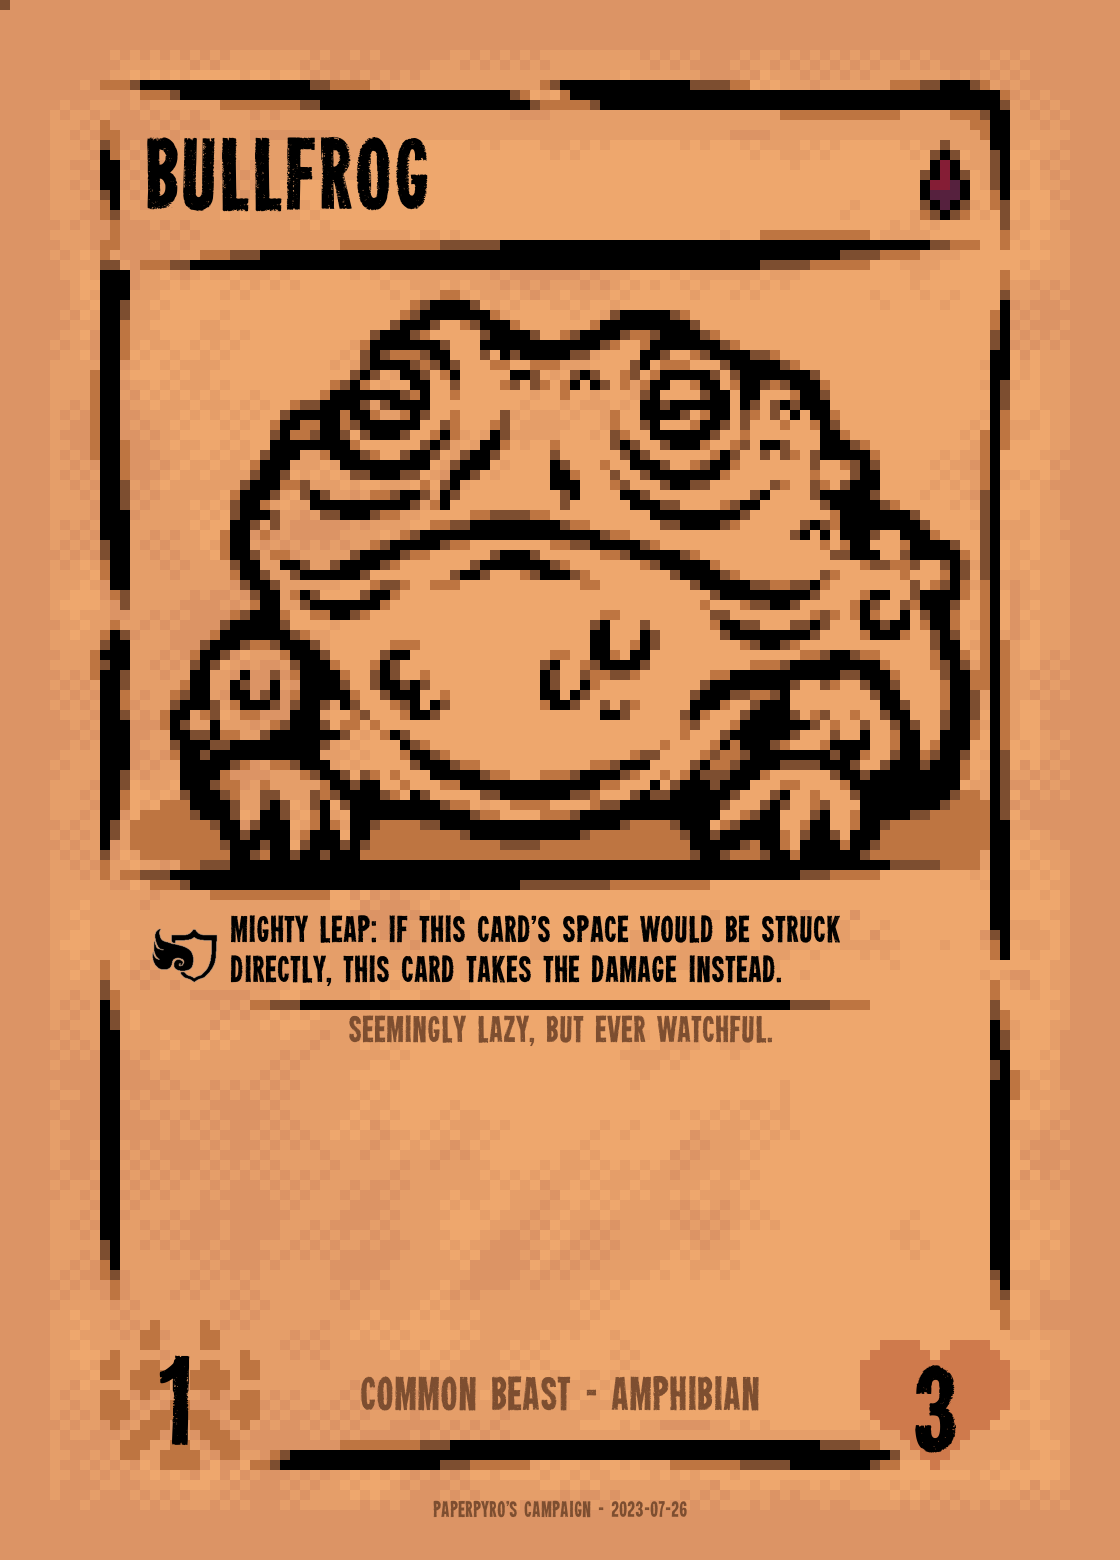 BULLFROG
MIGHTY LEAP: IF THIS CARD'S SPACE WOULD BE STRUCK
DIRECTLY, THIS CARD TAKES THE DAMAGE INSTEAD.
SEEMINGLY LAZY, BUT EVER WATCHFUL.
1
COMMON BEAST - AMPHIBIAN
3
PAPERPYRO'S CAMPAIGN - 2023-07-26